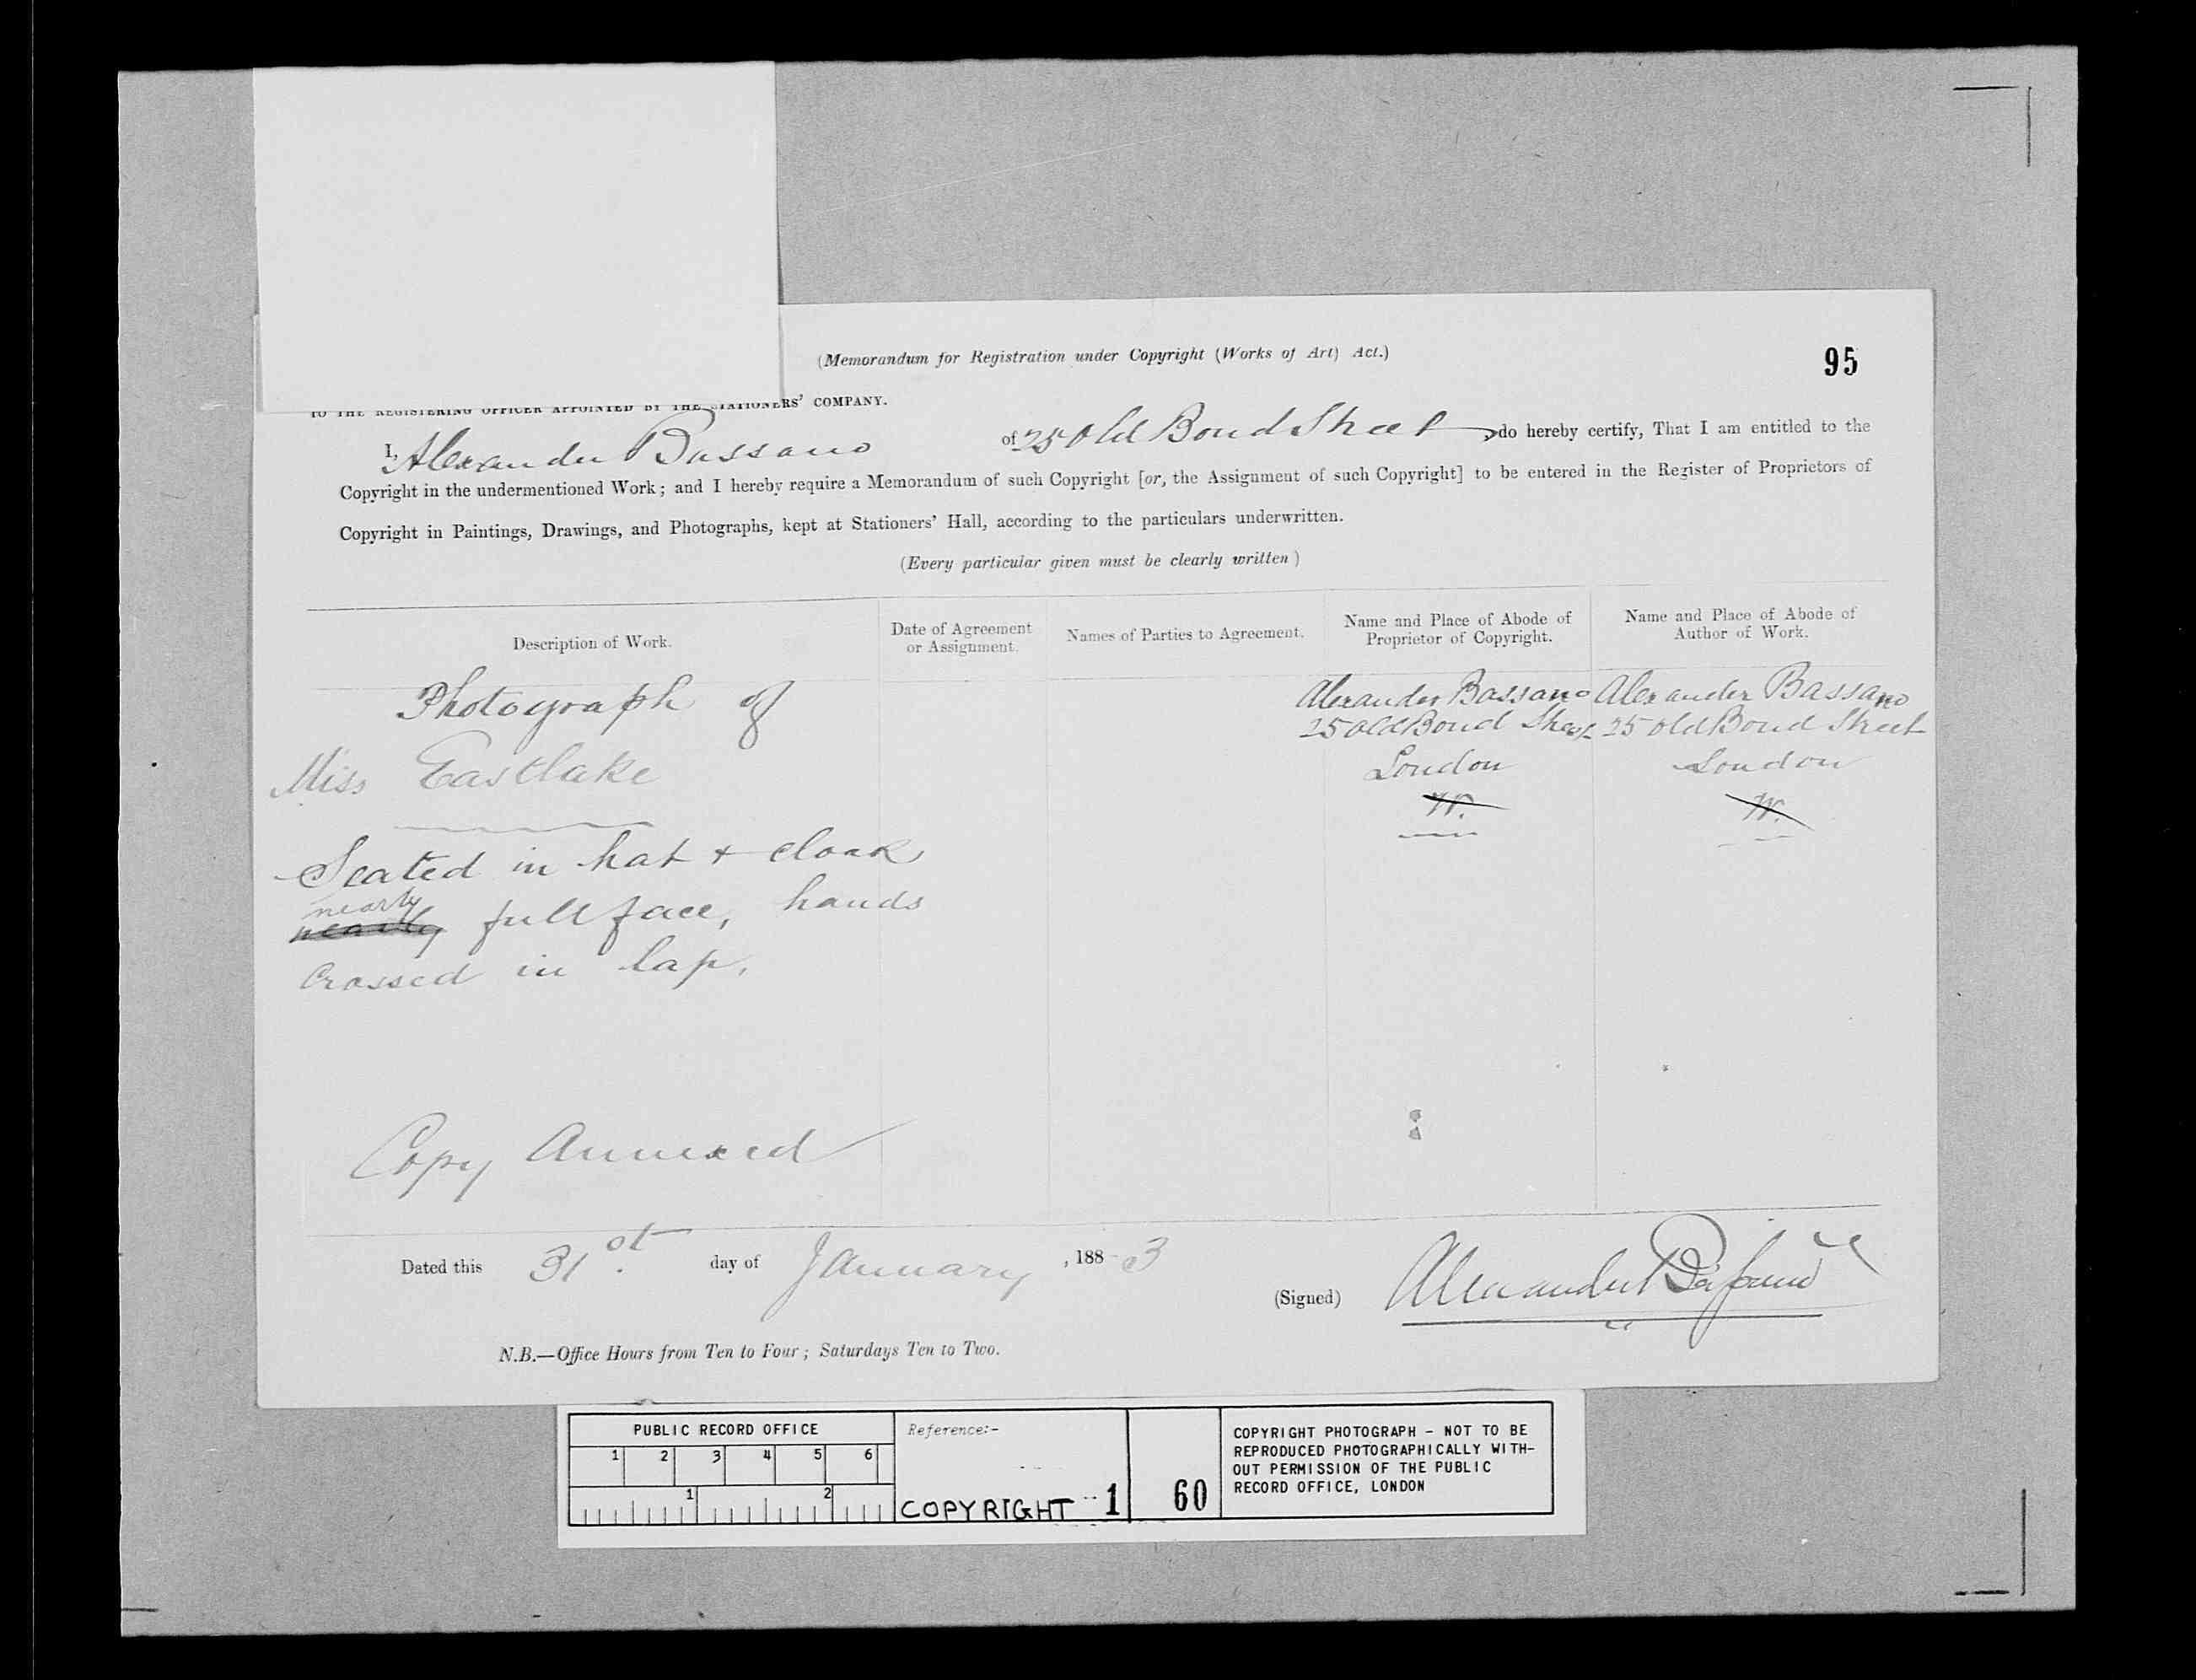 (Memorandum for Registration under Copyright (Works of Art) Act.)
95
TO THE REGISTERING OFFICER APPOINTED BY THE STATIONERS' COMPANY.
I, Alexander Bassano of 25 Old Bond Street do hereby certify, That I am entitled to the
Copyright in the undermentioned Work; and I hereby require a Memorandum of such Copyright [or, the Assignment of such Copyright] to be entered in the Register of Proprietors of
Copyright in Paintings, Drawings, and Photographs, kept at Stationers' Hall, according to the particulars underwritten.
(Every particular given must be clearly written)
Description of Work.
Date of Agreement
or Assignment.
Names of Parties to Agreement.
Name and Place of Abode of
Proprietor of Copyright.
Name and Place of Abode of
Author of Work.
Photograph of
Miss Eastlake
Seated in hat & cloak
nearly
nearly full face, hands
crossed in lap.
Copy Annexed
Alexander Bassano
25 Old Bond Street
London
W.
Alexander Bassano
25 Old Bond Street
London
W.
Dated this 31st. day of January, 188-3
(Signed) Alexander Bassano
N.B.—Office Hours from Ten to Four; Saturdays Ten to Two.
PUBLIC RECORD OFFICE
1 2 3 4 5 6
1 2
Reference:-
COPYRIGHT 1
60
COPYRIGHT PHOTOGRAPH - NOT TO BE
REPRODUCED PHOTOGRAPHICALLY WITH-
OUT PERMISSION OF THE PUBLIC
RECORD OFFICE, LONDON